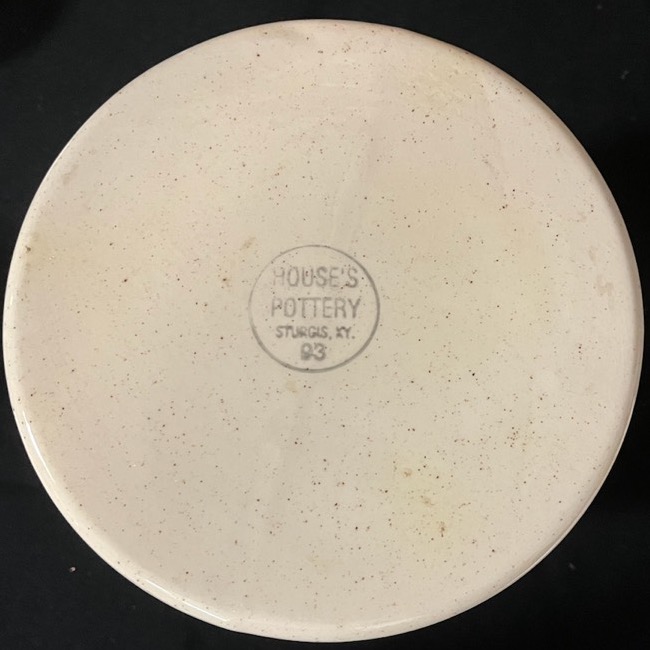 HOUSE'S
POTTERY
STURGIS, KY.
93